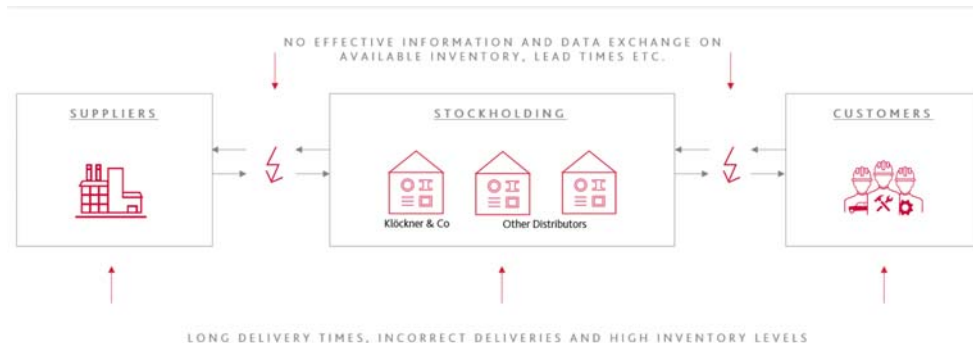 NO EFFECTIVE INFORMATION AND DATA EXCHANGE ON
AVAILABLE INVENTORY, LEAD TIMES ETC.
SUPPLIERS
STOCKHOLDING
CUSTOMERS
Klöckner & Co
Other Distributors
LONG DELIVERY TIMES, INCORRECT DELIVERIES AND HIGH INVENTORY LEVELS